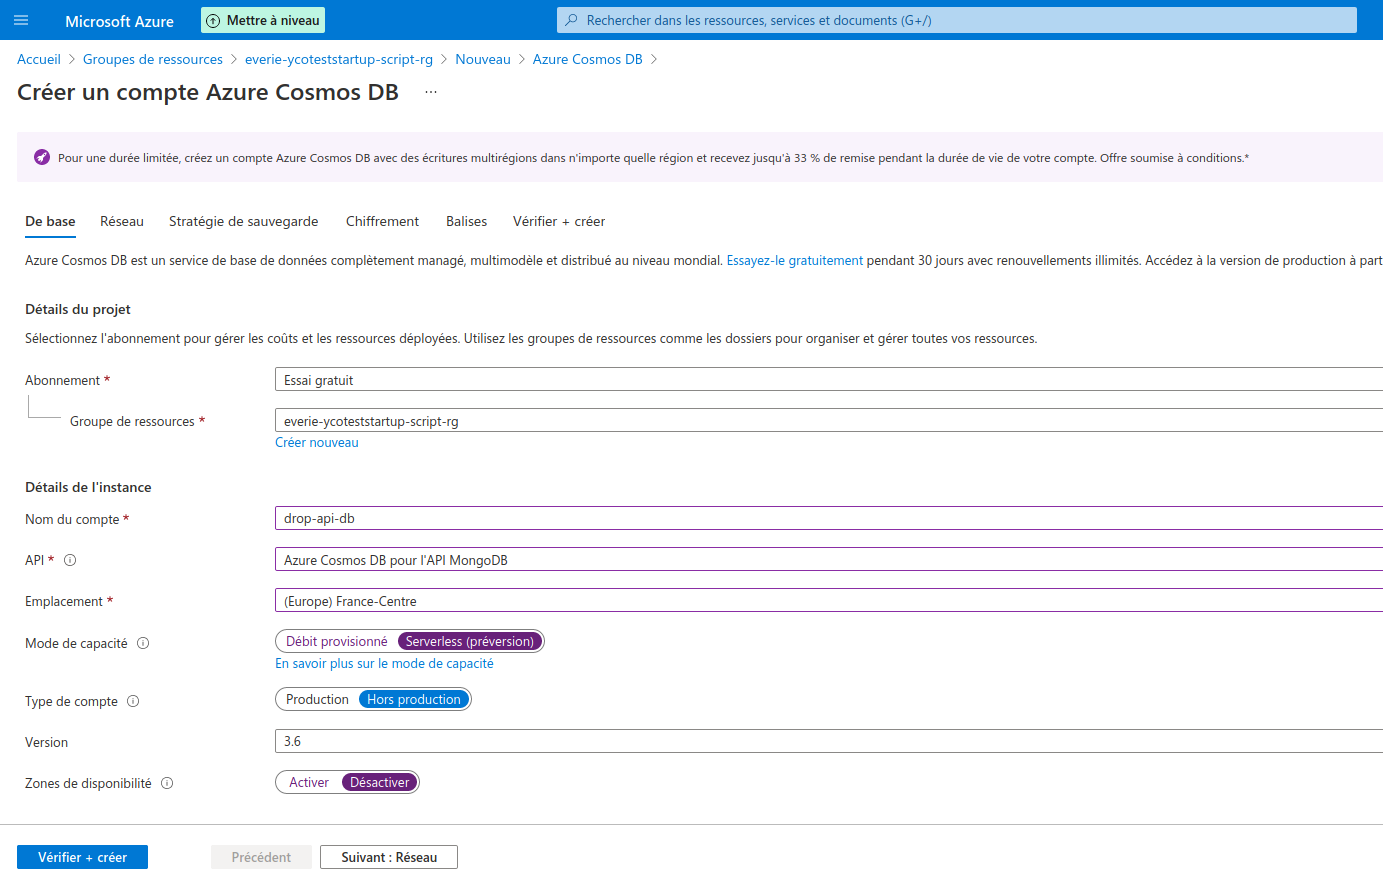 Microsoft Azure
Mettre à niveau
Rechercher dans les ressources, services et documents (G+/)
Accueil > Groupes de ressources > everie-ycoteststartup-script-rg > Nouveau > Azure Cosmos DB >
Créer un compte Azure Cosmos DB ...
Pour une durée limitée, créez un compte Azure Cosmos DB avec des écritures multirégions dans n'importe quelle région et recevez jusqu'à 33 % de remise pendant la durée de vie de votre compte. Offre soumise à conditions.*
De base Réseau Stratégie de sauvegarde Chiffrement Balises Vérifier + créer
Azure Cosmos DB est un service de base de données complètement managé, multimodèle et distribué au niveau mondial. Essayez-le gratuitement pendant 30 jours avec renouvellements illimités. Accédez à la version de production à part
Détails du projet
Sélectionnez l'abonnement pour gérer les coûts et les ressources déployées. Utilisez les groupes de ressources comme les dossiers pour organiser et gérer toutes vos ressources.
Abonnement * Essai gratuit
Groupe de ressources * everie-ycoteststartup-script-rg
Créer nouveau
Détails de l'instance
Nom du compte * drop-api-db
API * Azure Cosmos DB pour l'API MongoDB
Emplacement * (Europe) France-Centre
Mode de capacité Débit provisionné Serverless (préversion)
En savoir plus sur le mode de capacité
Type de compte Production Hors production
Version 3.6
Zones de disponibilité Activer Désactiver
Vérifier + créer Précédent Suivant : Réseau